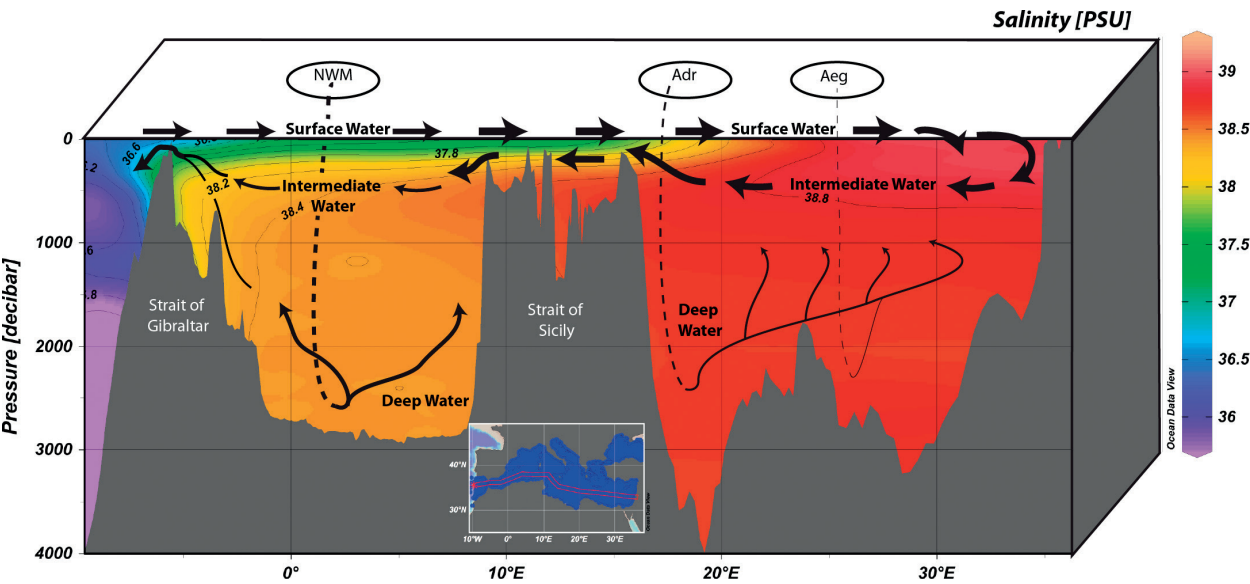 Salinity [PSU]
NWM
Adr
Aeg
Surface Water
Surface Water
36.6
37.8
38.2
38.4
38.8
Intermediate
Water
Intermediate Water
Strait of
Gibraltar
Strait of
Sicily
Deep
Water
Deep Water
Pressure [decibar]
0
1000
2000
3000
4000
0°
10°E
20°E
30°E
39
38.5
38
37.5
37
36.5
36
Ocean Data View
40°N
30°N
10°W
0°
10°E
20°E
30°E
Ocean Data View